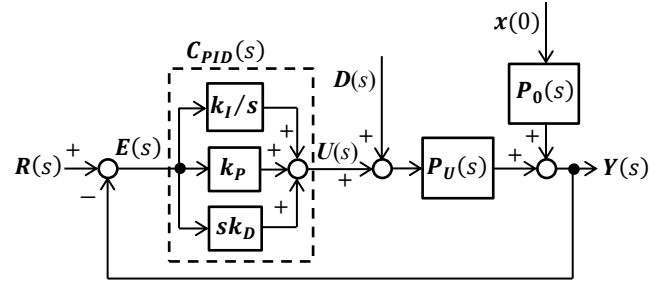 x(0)
C_PID(s)
D(s)
P_0(s)
k_I/s
+
+
R(s)
+
E(s)
k_P
+
U(s)
+
+
P_U(s)
+
+
Y(s)
−
sk_D
+